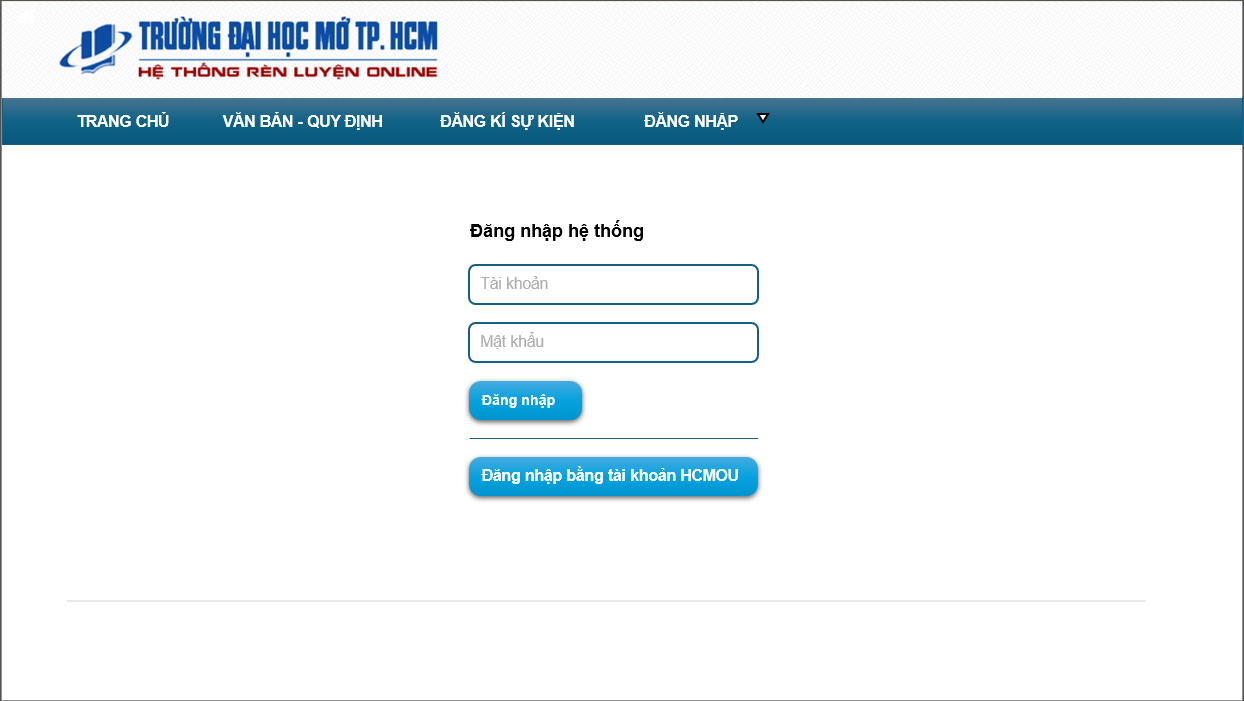 TRƯỜNG ĐẠI HỌC MỞ TP. HCM
HỆ THỐNG RÈN LUYỆN ONLINE
TRANG CHỦ VĂN BẢN - QUY ĐỊNH ĐĂNG KÍ SỰ KIỆN ĐĂNG NHẬP
Đăng nhập hệ thống
Tài khoản
Mật khẩu
Đăng nhập
Đăng nhập bằng tài khoản HCMOU